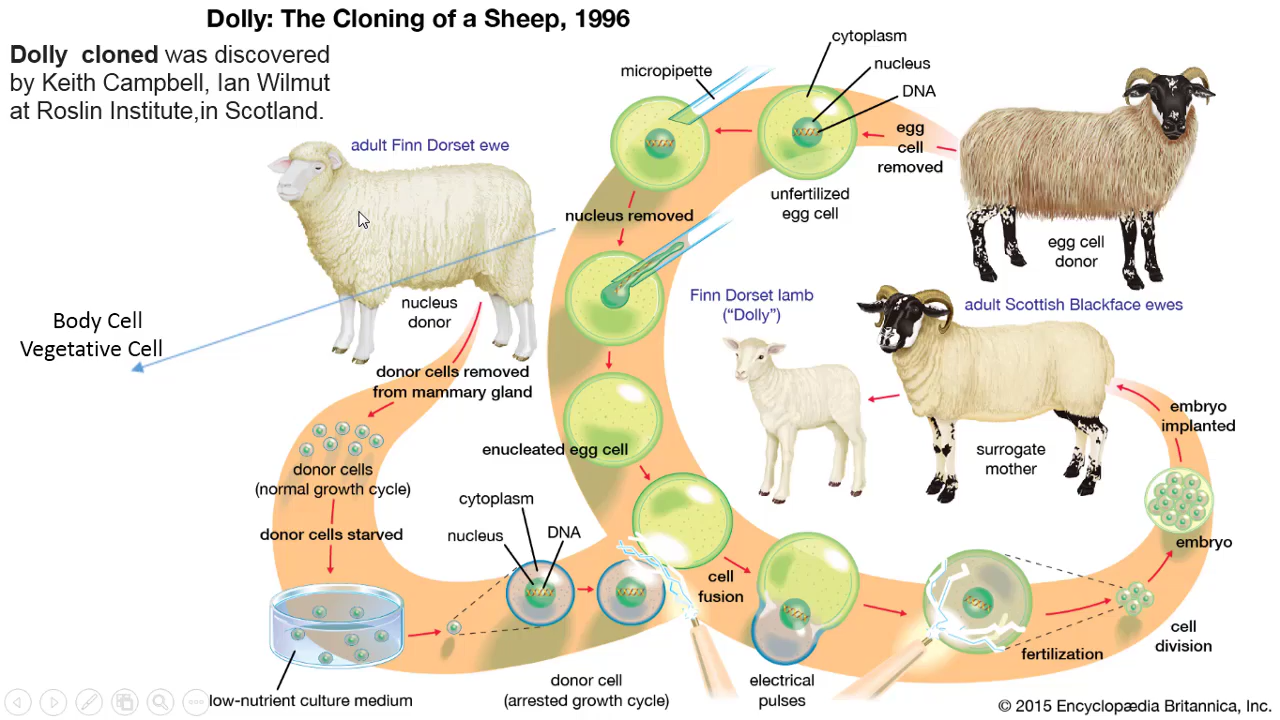 Dolly: The Cloning of a Sheep, 1996
Dolly cloned was discovered
by Keith Campbell, Ian Wilmut
at Roslin Institute,in Scotland.
adult Finn Dorset ewe
nucleus
donor
Body Cell
Vegetative Cell
donor cells removed
from mammary gland
donor cells
(normal growth cycle)
donor cells starved
low-nutrient culture medium
cytoplasm
nucleus
DNA
donor cell
(arrested growth cycle)
micropipette
cytoplasm
nucleus
DNA
egg
cell
removed
unfertilized
egg cell
egg cell
donor
nucleus removed
enucleated egg cell
cell
fusion
electrical
pulses
fertilization
cell
division
embryo
embryo
implanted
adult Scottish Blackface ewes
surrogate
mother
Finn Dorset lamb
(“Dolly”)
© 2015 Encyclopædia Britannica, Inc.